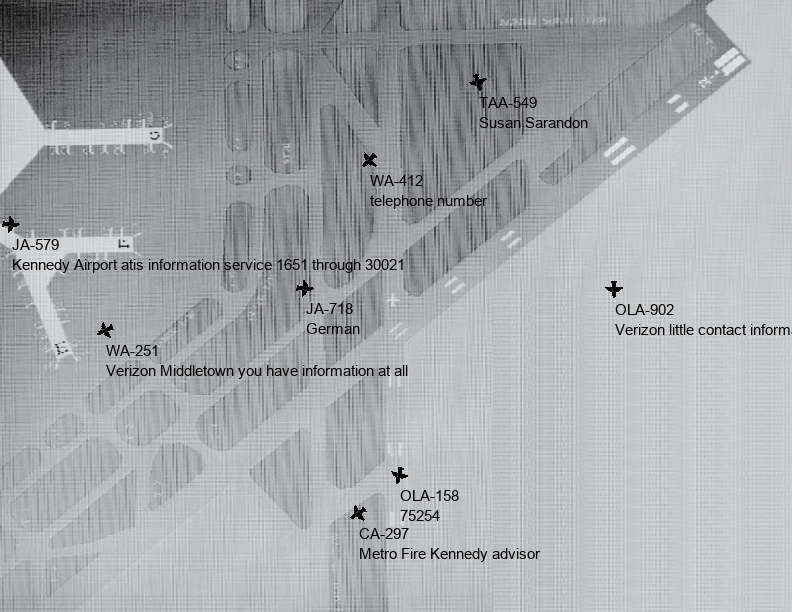 TAA-549
Susan Sarandon
WA-412
telephone number
JA-579
Kennedy Airport atis information service 1651 through 30021
JA-718
German
OLA-902
Verizon little contact inform
WA-251
Verizon Middletown you have information at all
OLA-158
75254
CA-297
Metro Fire Kennedy advisor